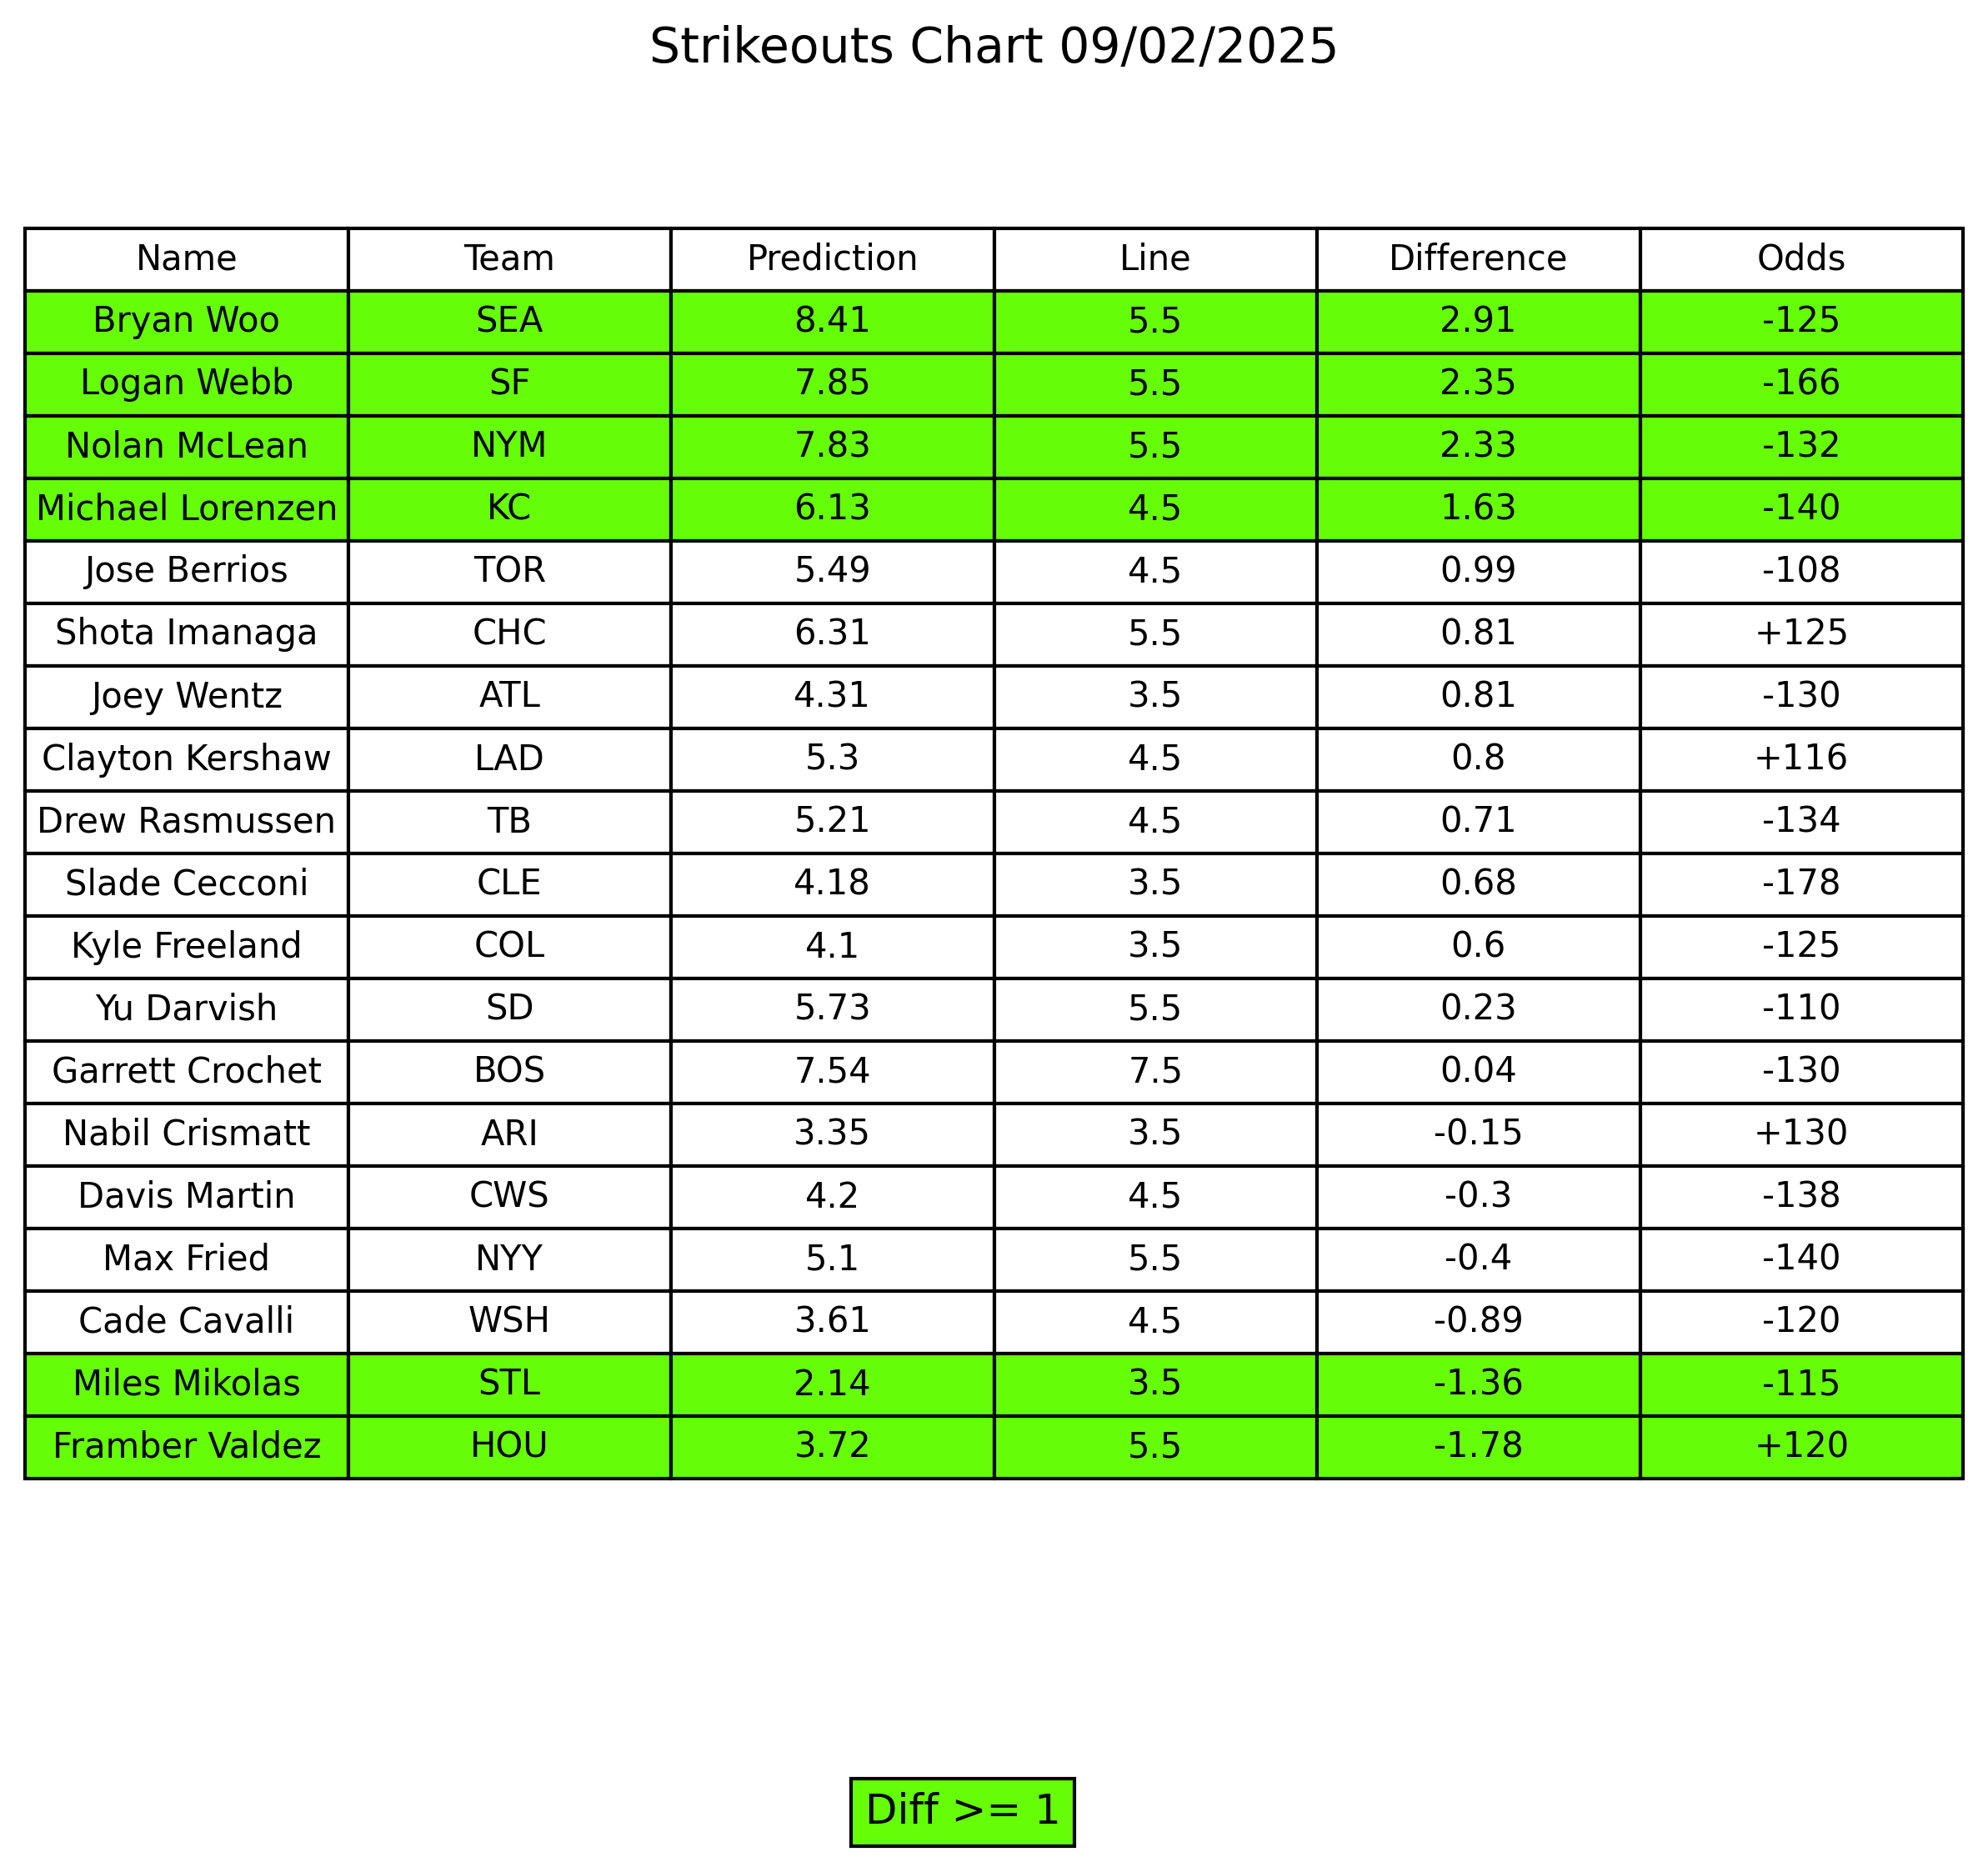 Strikeouts Chart 09/02/2025
Name Team Prediction Line Difference Odds
Bryan Woo SEA 8.41 5.5 2.91 -125
Logan Webb SF 7.85 5.5 2.35 -166
Nolan McLean NYM 7.83 5.5 2.33 -132
Michael Lorenzen KC 6.13 4.5 1.63 -140
Jose Berrios TOR 5.49 4.5 0.99 -108
Shota Imanaga CHC 6.31 5.5 0.81 +125
Joey Wentz ATL 4.31 3.5 0.81 -130
Clayton Kershaw LAD 5.3 4.5 0.8 +116
Drew Rasmussen TB 5.21 4.5 0.71 -134
Slade Cecconi CLE 4.18 3.5 0.68 -178
Kyle Freeland COL 4.1 3.5 0.6 -125
Yu Darvish SD 5.73 5.5 0.23 -110
Garrett Crochet BOS 7.54 7.5 0.04 -130
Nabil Crismatt ARI 3.35 3.5 -0.15 +130
Davis Martin CWS 4.2 4.5 -0.3 -138
Max Fried NYY 5.1 5.5 -0.4 -140
Cade Cavalli WSH 3.61 4.5 -0.89 -120
Miles Mikolas STL 2.14 3.5 -1.36 -115
Framber Valdez HOU 3.72 5.5 -1.78 +120
Diff >= 1